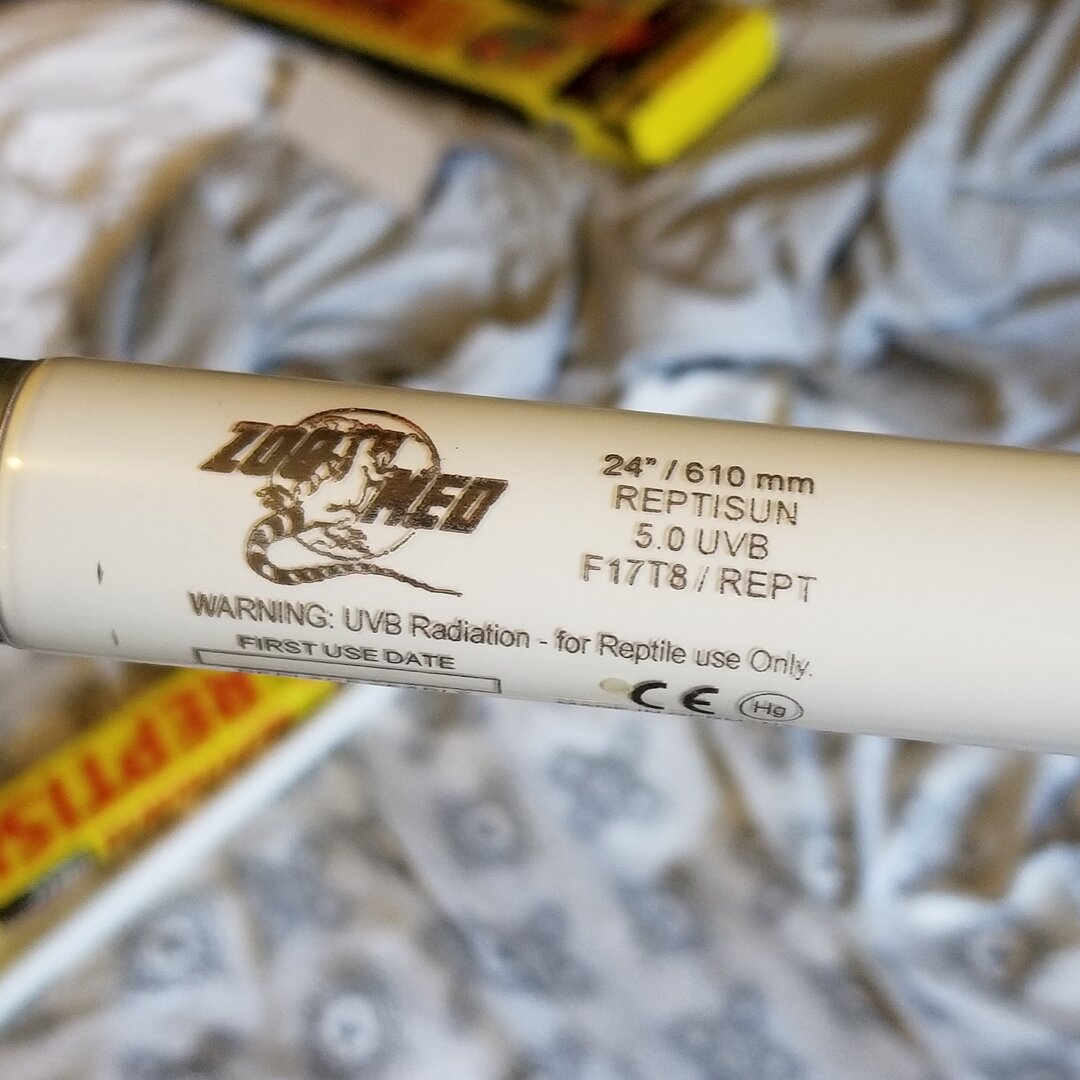 ZOO MED
24” / 610 mm
REPTISUN
5.0 UVB
F17T8 / REPT
WARNING: UVB Radiation - for Reptile use Only.
FIRST USE DATE
CE Hg
REPTIS